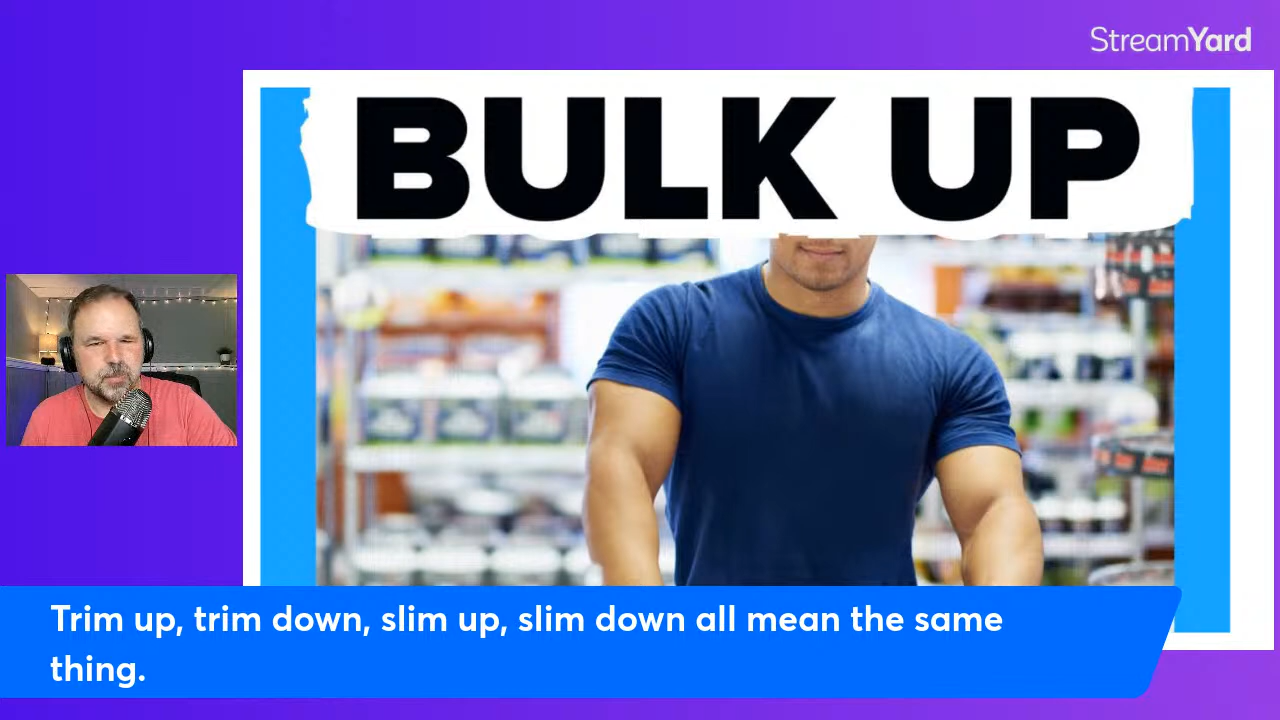 StreamYard
BULK UP
Trim up, trim down, slim up, slim down all mean the same
thing.